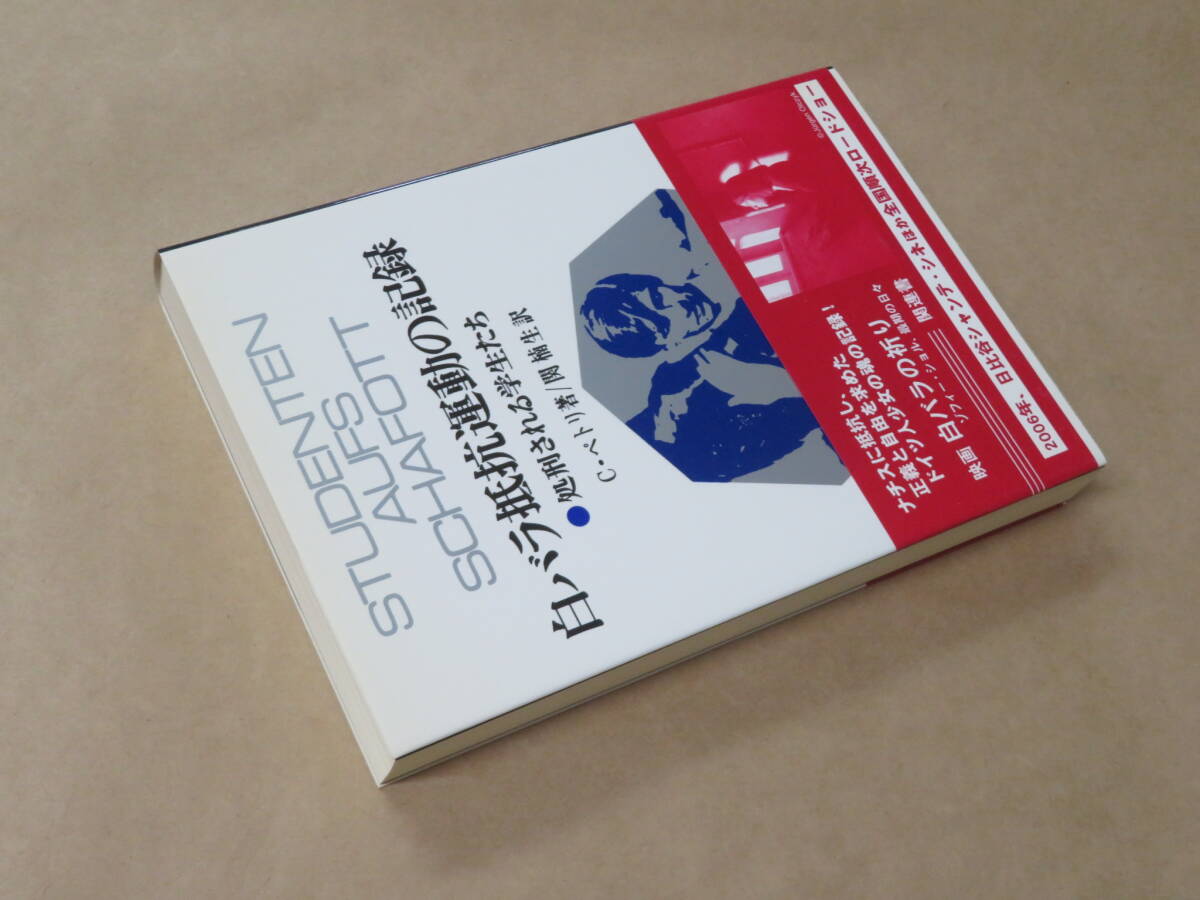 STUDENTEN
AUFS
SCHAFOTT
白バラ抵抗運動の記録
●処刑される学生たち
C・ペトリ著/関楠生訳
©Jürgen Olczyk
ナチスに抵抗し、
正義と自由を求めた
ドイツ人少女の魂の記録！
映画 白バラの祈り ゾフィー・ショル、最期の日々 関連書
2006年、日比谷シャンテ・シネほか全国順次ロードショー